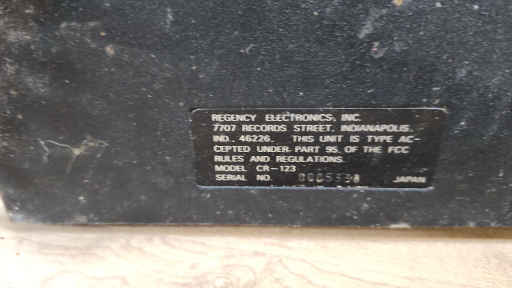 REGENCY ELECTRONICS, INC.
7707 RECORDS STREET, INDIANAPOLIS,
IND., 46226. THIS UNIT IS TYPE AC-
CEPTED UNDER PART 95, OF THE FCC
RULES AND REGULATIONS.
MODEL CR-123
SERIAL NO. JAPAN